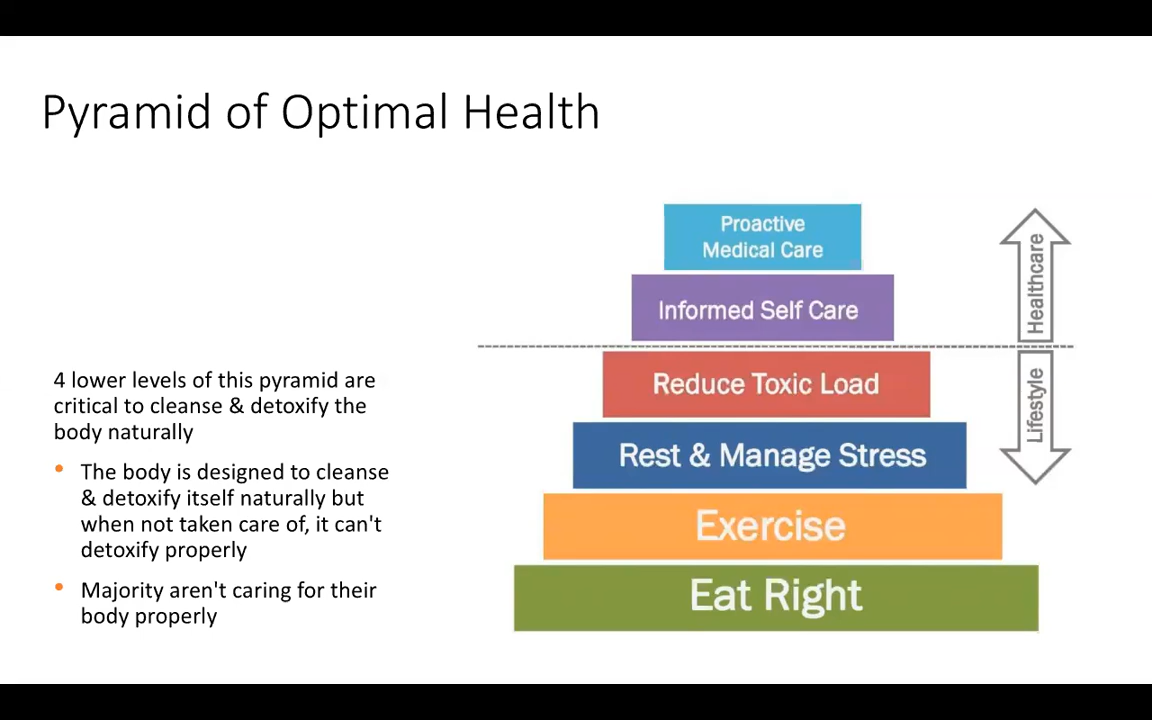 Pyramid of Optimal Health
4 lower levels of this pyramid are
critical to cleanse & detoxify the
body naturally
• The body is designed to cleanse
& detoxify itself naturally but
when not taken care of, it can't
detoxify properly
• Majority aren't caring for their
body properly
Proactive
Medical Care
Informed Self Care
Reduce Toxic Load
Rest & Manage Stress
Exercise
Eat Right
Healthcare
Lifestyle